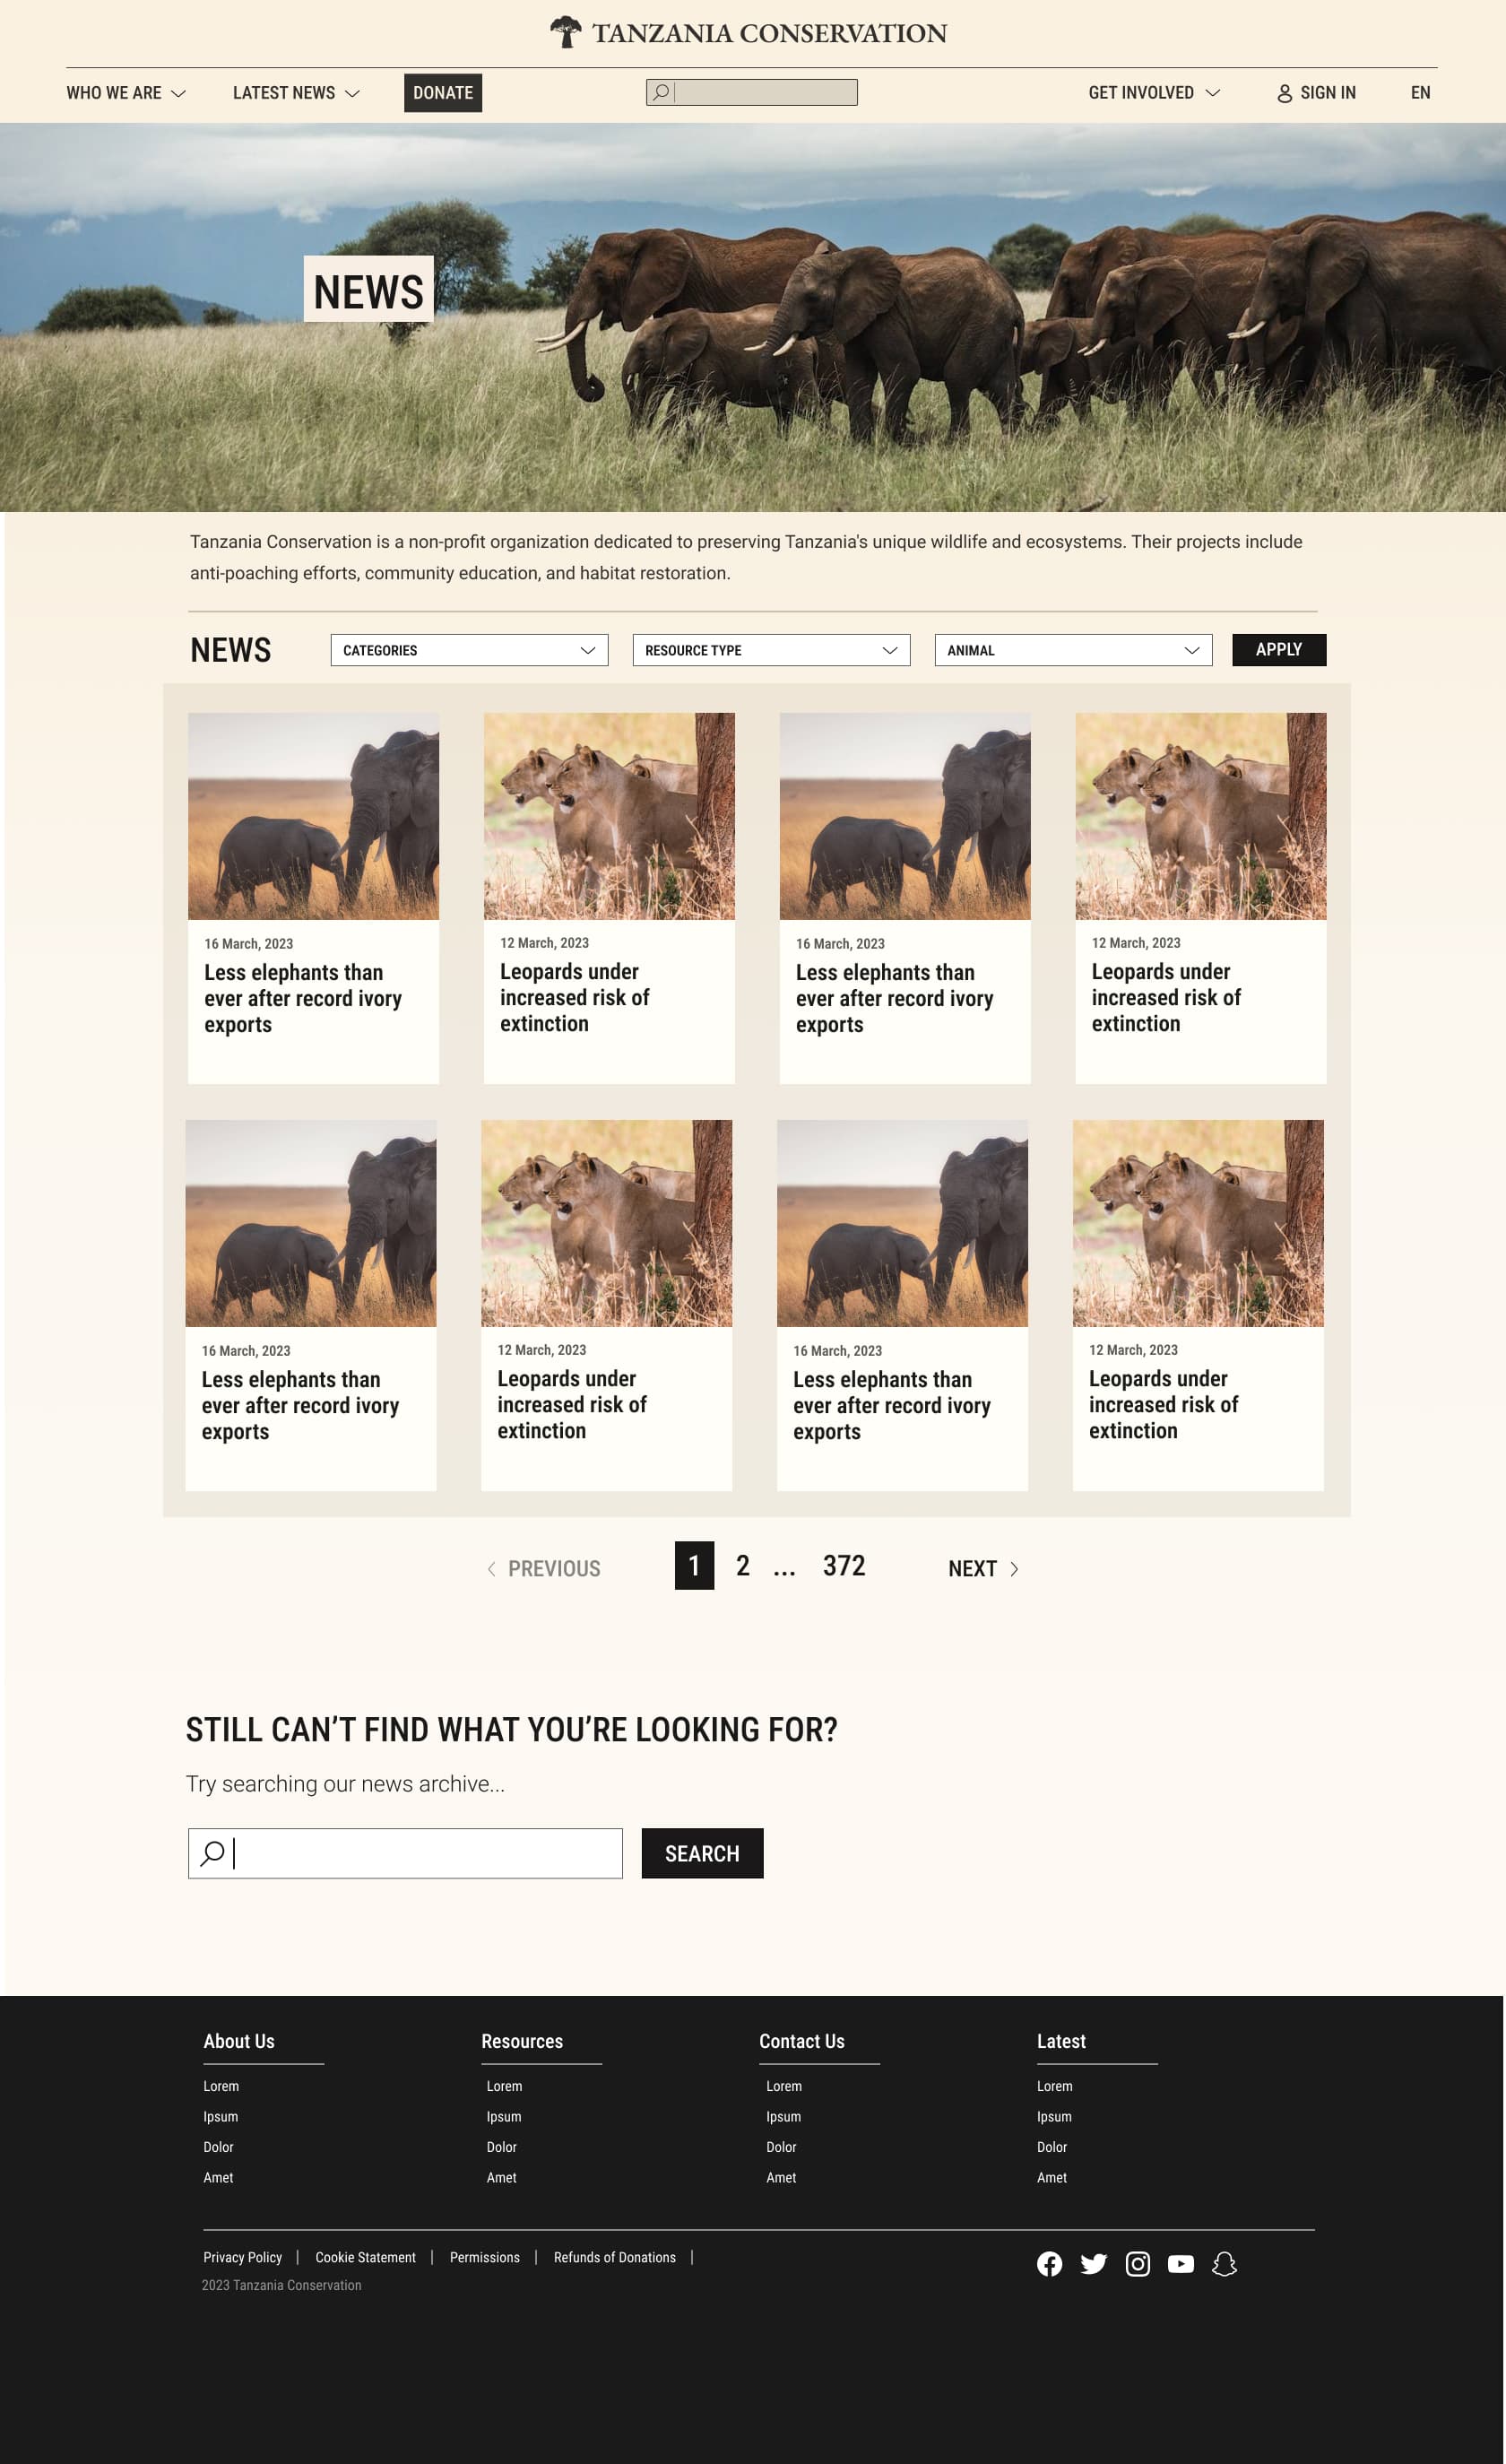 TANZANIA CONSERVATION
WHO WE ARE
LATEST NEWS
DONATE
GET INVOLVED
SIGN IN
EN
NEWS
Tanzania Conservation is a non-profit organization dedicated to preserving Tanzania's unique wildlife and ecosystems. Their projects include
anti-poaching efforts, community education, and habitat restoration.
NEWS
CATEGORIES
RESOURCE TYPE
ANIMAL
APPLY
16 March, 2023
Less elephants than
ever after record ivory
exports
12 March, 2023
Leopards under
increased risk of
extinction
16 March, 2023
Less elephants than
ever after record ivory
exports
12 March, 2023
Leopards under
increased risk of
extinction
16 March, 2023
Less elephants than
ever after record ivory
exports
12 March, 2023
Leopards under
increased risk of
extinction
16 March, 2023
Less elephants than
ever after record ivory
exports
12 March, 2023
Leopards under
increased risk of
extinction
PREVIOUS
1
2
...
372
NEXT
STILL CAN’T FIND WHAT YOU’RE LOOKING FOR?
Try searching our news archive...
SEARCH
About Us
Lorem
Ipsum
Dolor
Amet
Resources
Lorem
Ipsum
Dolor
Amet
Contact Us
Lorem
Ipsum
Dolor
Amet
Latest
Lorem
Ipsum
Dolor
Amet
Privacy Policy | Cookie Statement | Permissions | Refunds of Donations |
2023 Tanzania Conservation